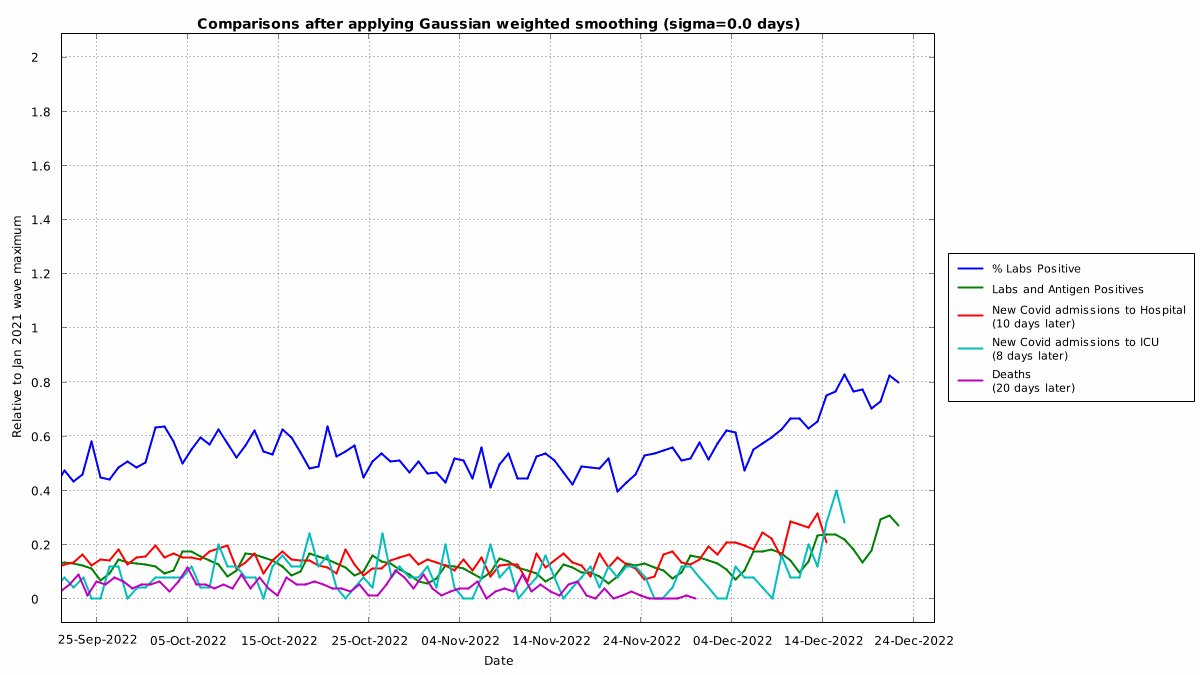 Comparisons after applying Gaussian weighted smoothing (sigma=0.0 days)
Relative to Jan 2021 wave maximum
2
1.8
1.6
1.4
1.2
1
0.8
0.6
0.4
0.2
0
25-Sep-2022 05-Oct-2022 15-Oct-2022 25-Oct-2022 04-Nov-2022 14-Nov-2022 24-Nov-2022 04-Dec-2022 14-Dec-2022 24-Dec-2022
Date
% Labs Positive
Labs and Antigen Positives
New Covid admissions to Hospital
(10 days later)
New Covid admissions to ICU
(8 days later)
Deaths
(20 days later)